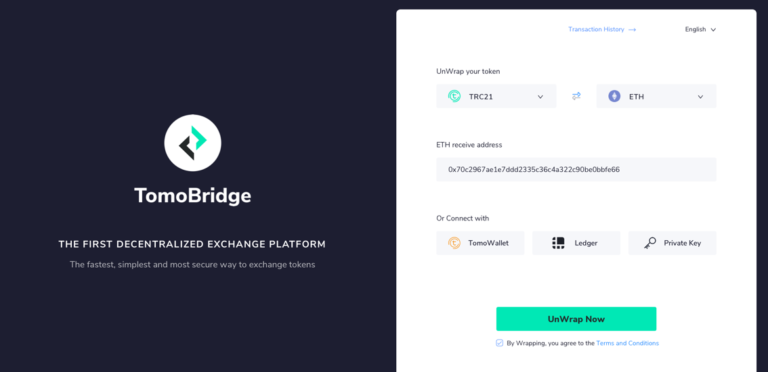 TomoBridge
THE FIRST DECENTRALIZED EXCHANGE PLATFORM
The fastest, simplest and most secure way to exchange tokens
Transaction History
English
UnWrap your token
TRC21
ETH
ETH receive address
0x70c2967ae1e7ddd2335c36c4a322c90be0bbfe66
Or Connect with
TomoWallet
Ledger
Private Key
UnWrap Now
By Wrapping, you agree to the Terms and Conditions